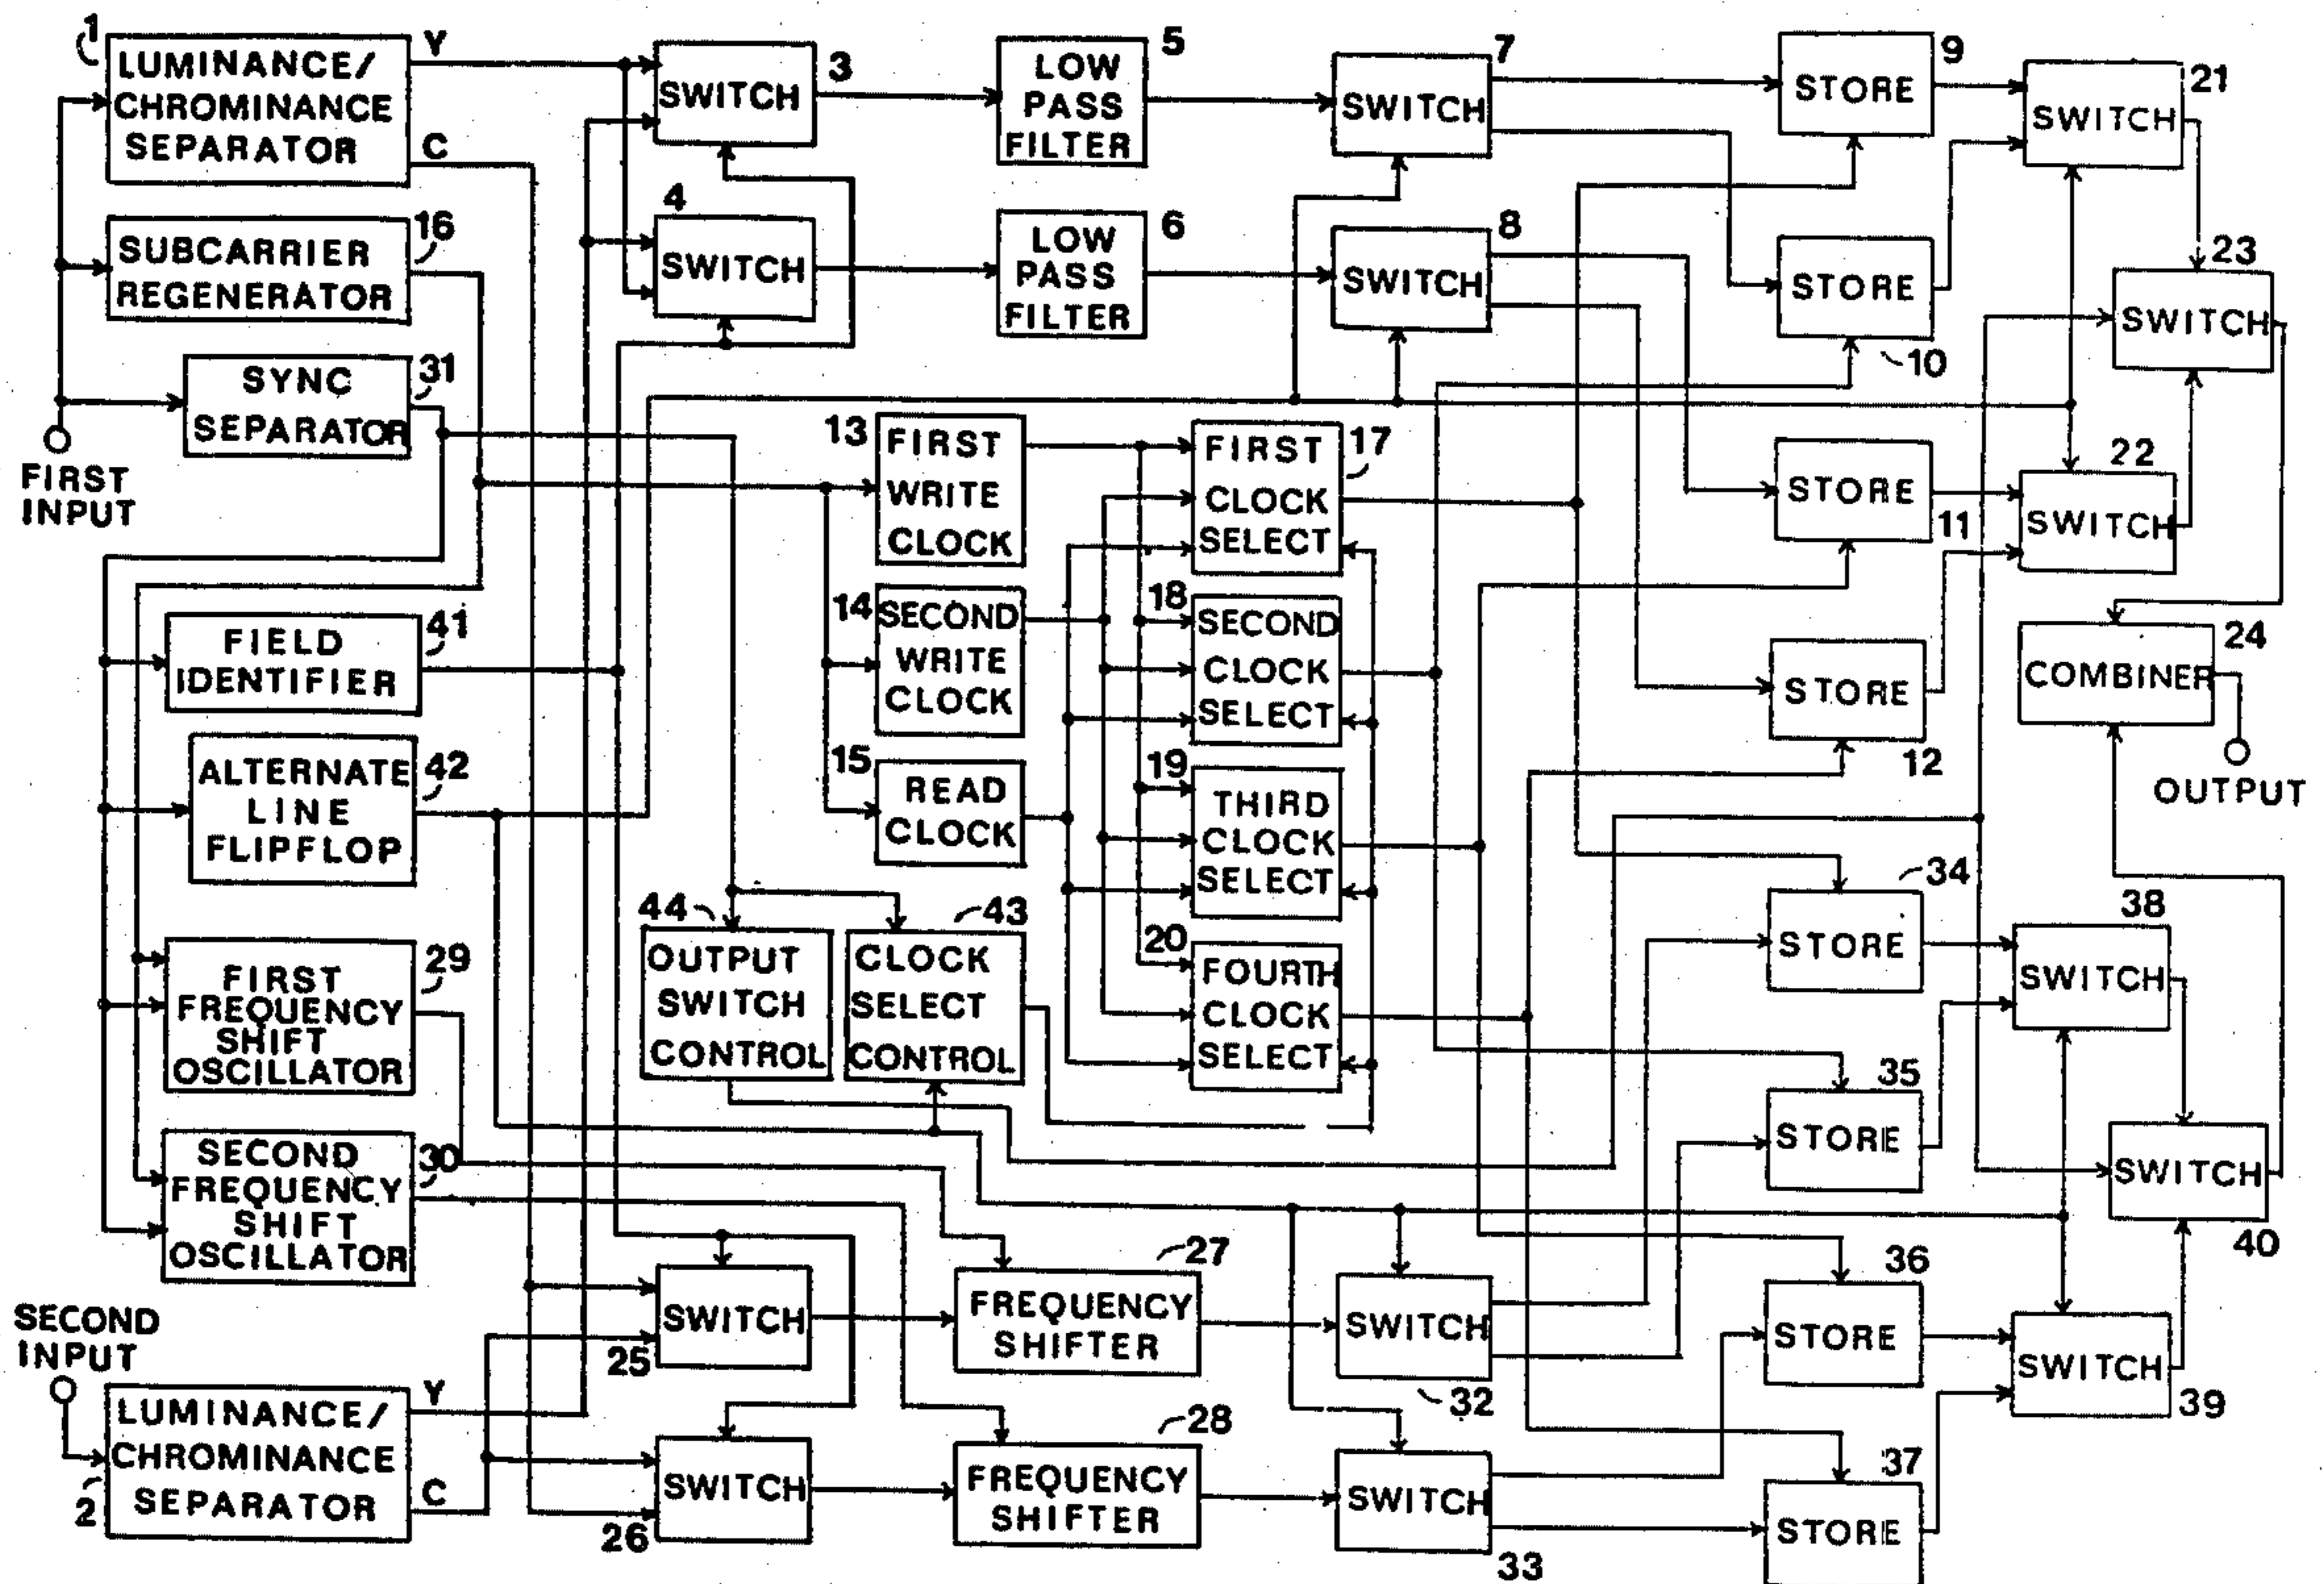 1
LUMINANCE/
CHROMINANCE
SEPARATOR
Y
C
SWITCH
3
LOW
PASS
FILTER
5
SWITCH
7
STORE
9
SWITCH
21
16
SUBCARRIER
REGENERATOR
4
SWITCH
LOW
PASS
FILTER
6
SWITCH
8
STORE
10
SWITCH
23
31
SYNC
SEPARATOR
FIRST
INPUT
13
FIRST
WRITE
CLOCK
FIRST
CLOCK
SELECT
17
STORE
11
SWITCH
22
FIELD
IDENTIFIER
41
14
SECOND
WRITE
CLOCK
18
SECOND
CLOCK
SELECT
STORE
12
COMBINER
24
OUTPUT
ALTERNATE
LINE
FLIPFLOP
42
15
READ
CLOCK
19
THIRD
CLOCK
SELECT
34
STORE
SWITCH
38
FIRST
FREQUENCY
SHIFT
OSCILLATOR
29
44
OUTPUT
SWITCH
CONTROL
43
CLOCK
SELECT
CONTROL
20
FOURTH
CLOCK
SELECT
35
STORE
SWITCH
40
SECOND
FREQUENCY
SHIFT
OSCILLATOR
30
SWITCH
25
FREQUENCY
SHIFTER
27
SWITCH
32
36
STORE
SWITCH
39
SECOND
INPUT
LUMINANCE/
CHROMINANCE
SEPARATOR
2
Y
C
SWITCH
26
FREQUENCY
SHIFTER
28
SWITCH
33
37
STORE